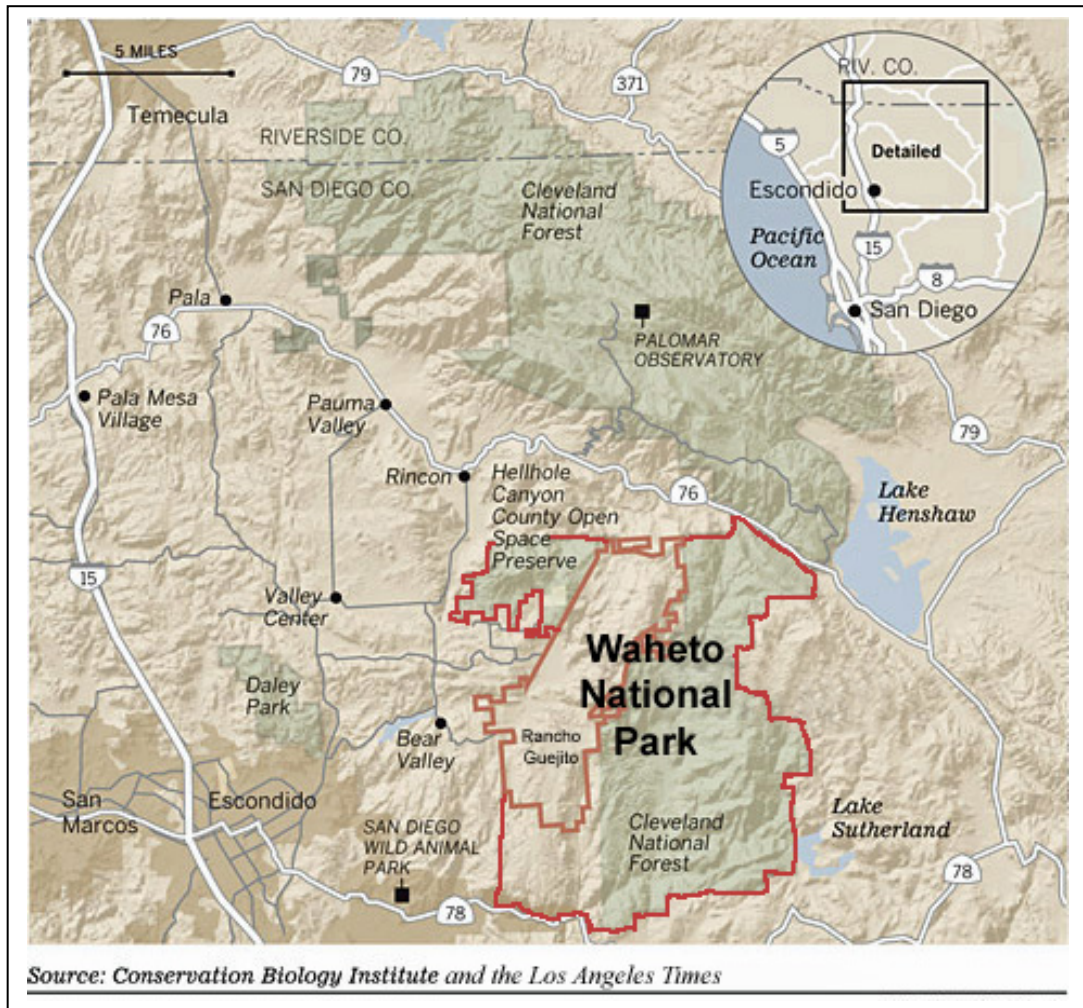 5 MILES
79
371
RIV. CO.
Temecula
RIVERSIDE CO.
SAN DIEGO CO.
5
Detailed
Cleveland
National
Forest
Escondido
Pacific
Ocean
15
8
San Diego
Pala
76
PALOMAR
OBSERVATORY
Pala Mesa
Village
Pauma
Valley
79
Rincon
Hellhole
Canyon
County Open
Space
Preserve
76
Lake
Henshaw
15
Valley
Center
Waheto
National
Park
Daley
Park
Bear
Valley
Rancho
Guejito
San
Marcos
Escondido
SAN DIEGO
WILD ANIMAL
PARK
Cleveland
National
Forest
Lake
Sutherland
78
78
Source: Conservation Biology Institute and the Los Angeles Times